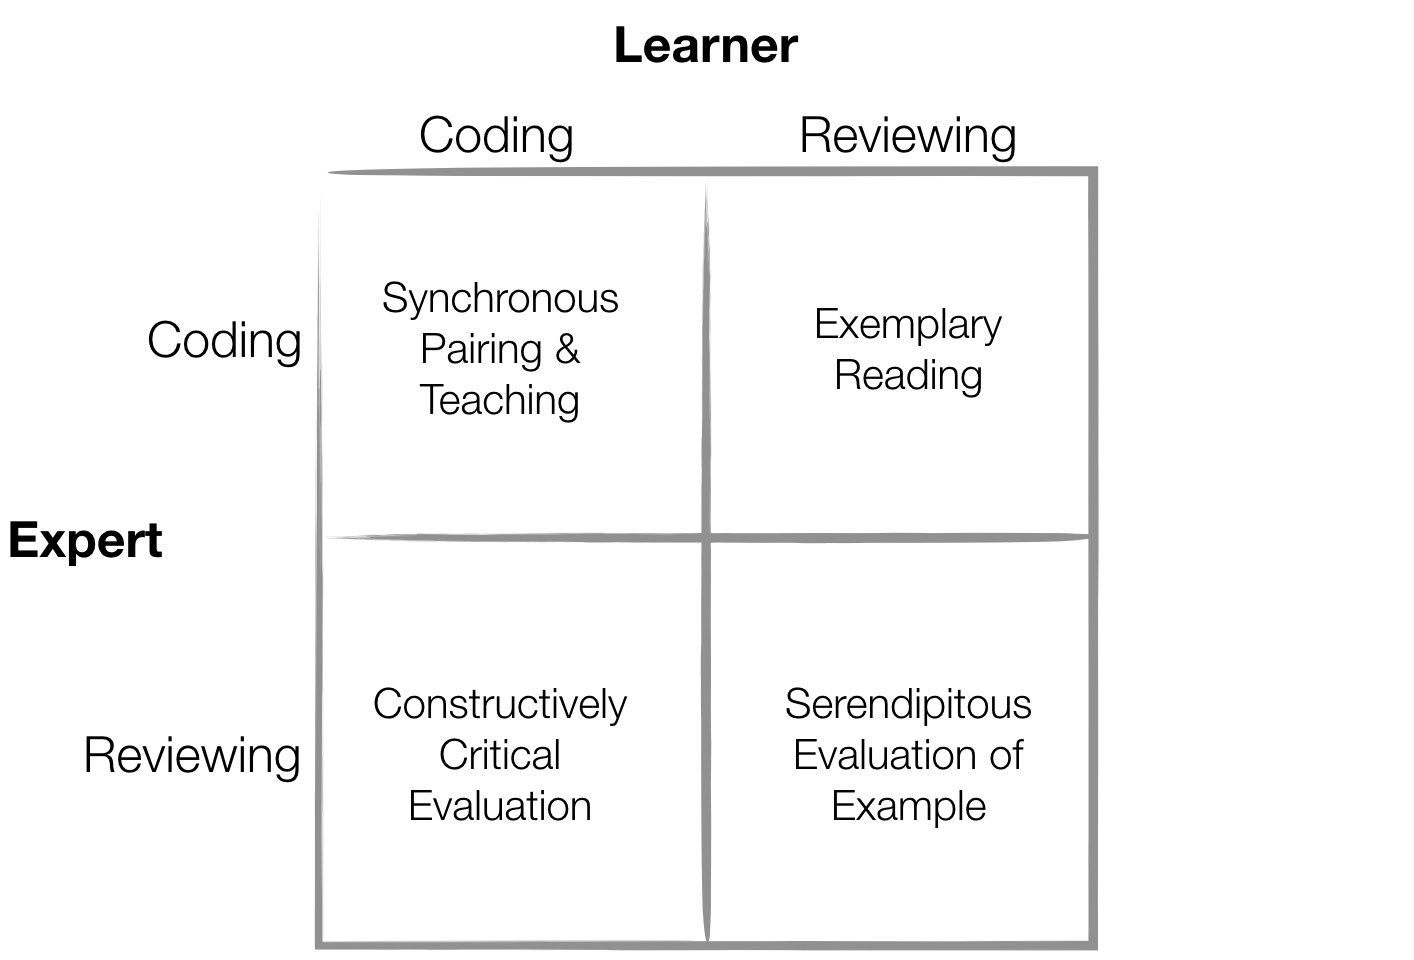 Learner
Coding
Reviewing
Coding
Synchronous
Pairing &
Teaching
Exemplary
Reading
Expert
Reviewing
Constructively
Critical
Evaluation
Serendipitous
Evaluation of
Example